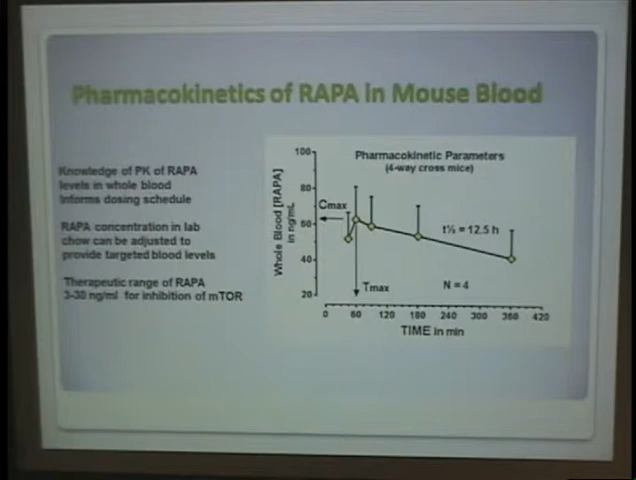 Pharmacokinetics of RAPA in Mouse Blood
Knowledge of PK of RAPA
levels in whole blood
informs dosing schedule
RAPA concentration in lab
chow can be adjusted to
provide targeted blood levels
Therapeutic range of RAPA
3-30 ng/ml for inhibition of mTOR
Pharmacokinetic Parameters
(4-way cross mice)
Whole Blood [RAPA]
in ng/mL
100
80
60
40
20
Cmax
t½ = 12.5 h
Tmax
N = 4
0 60 120 180 240 300 360 420
TIME in min